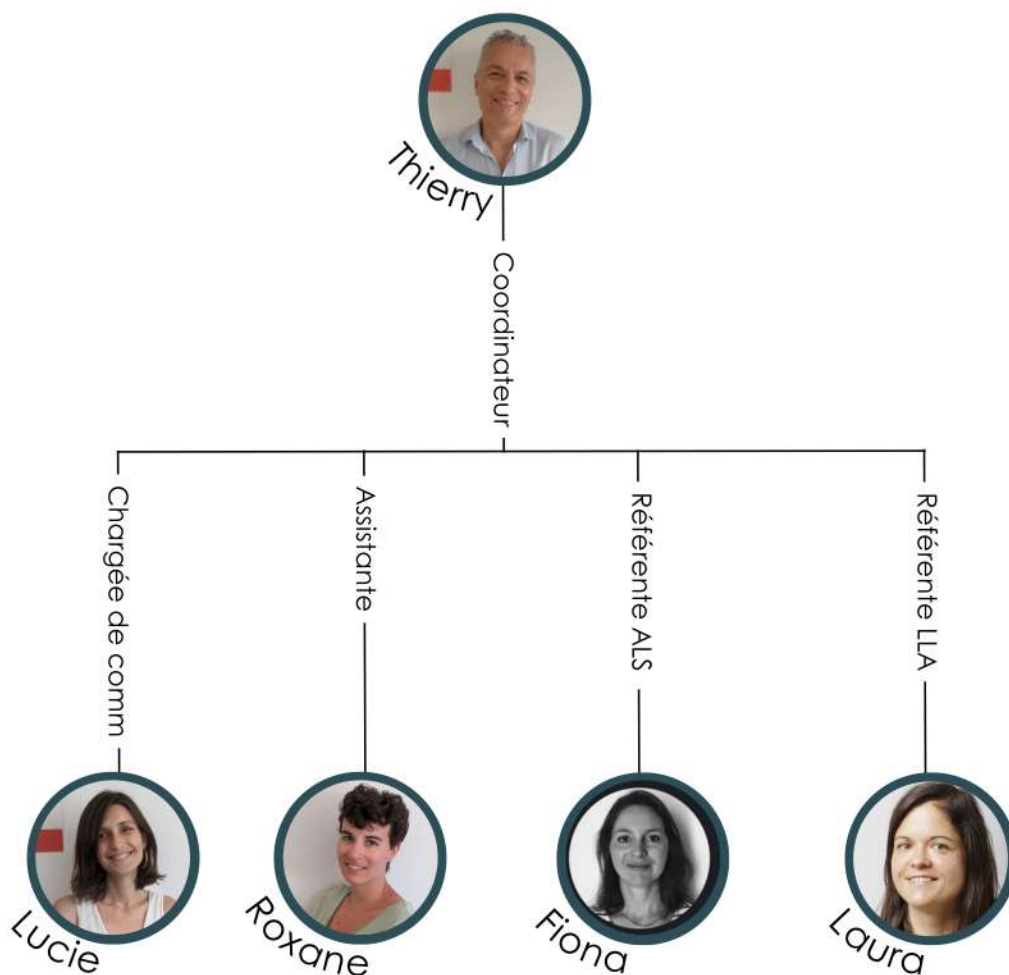 Thierry
Coordinateur
Chargée de comm
Assistante
Référente ALS
Référente LLA
Lucie
Roxane
Fiona
Laura